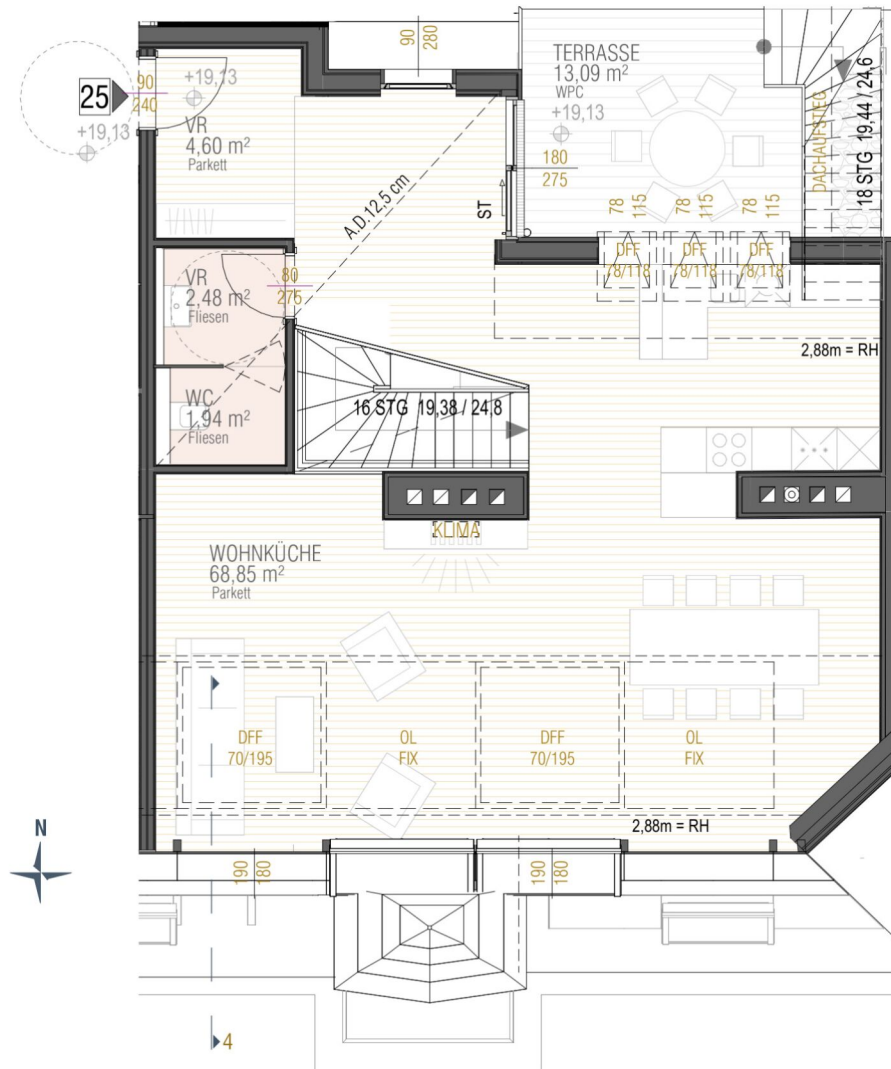 90
280
TERRASSE
13,09 m²
WPC
+19,13
90
240
25
+19,13
+19,13
VR
4,60 m²
Parkett
A.D.12,5 cm
180
275
ST
78
115
78
115
78
115
DACHAUFSTIEG
18 STG 19,44 / 24,6
DFF
78/118
DFF
78/118
DFF
78/118
VR
2,48 m²
Fliesen
80
275
2,88m = RH
WC
1,94 m²
Fliesen
16 STG 19,38 / 24,8
KLIMA
WOHNKÜCHE
68,85 m²
Parkett
DFF
70/195
OL
FIX
DFF
70/195
OL
FIX
2,88m = RH
N
190
180
190
180
4